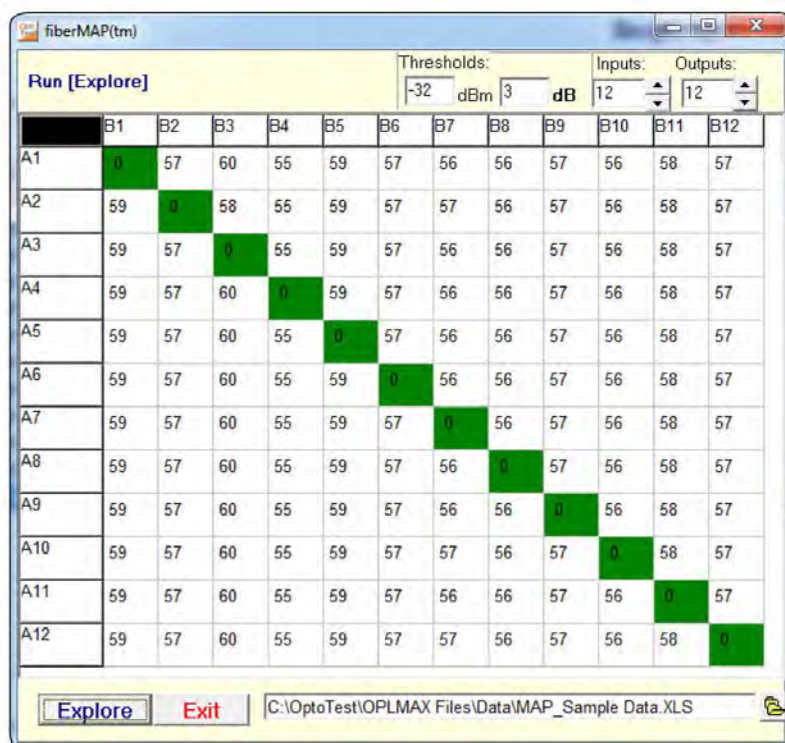 fiberMAP(tm)
Run [Explore]
Thresholds:
-32 dBm 3 dB
Inputs: Outputs:
12 12
B1 B2 B3 B4 B5 B6 B7 B8 B9 B10 B11 B12
A1 0 57 60 55 59 57 56 56 57 56 58 57
A2 59 0 58 55 59 57 57 56 57 56 58 57
A3 59 57 0 55 59 57 56 56 57 56 58 57
A4 59 57 60 0 59 57 56 56 57 56 58 57
A5 59 57 60 55 0 57 56 56 57 56 58 57
A6 59 57 60 55 59 0 56 56 57 56 58 57
A7 59 57 60 55 59 57 0 56 57 56 58 57
A8 59 57 60 55 59 57 56 0 57 56 58 57
A9 59 57 60 55 59 57 56 56 0 56 58 57
A10 59 57 60 55 59 57 57 56 57 0 58 57
A11 59 57 60 55 59 57 56 56 57 56 0 57
A12 59 57 60 55 59 57 57 56 56 56 58 0
Explore Exit C:\OptoTest\OPLMAX Files\Data\MAP_Sample Data.XLS